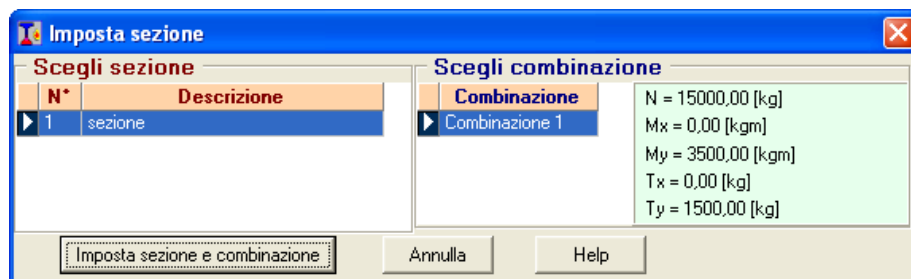 Imposta sezione
Scegli sezione
N° Descrizione
1 sezione
Scegli combinazione
Combinazione
Combinazione 1
N = 15000,00 [kg]
Mx = 0,00 [kgm]
My = 3500,00 [kgm]
Tx = 0,00 [kg]
Ty = 1500,00 [kg]
Imposta sezione e combinazione Annulla Help